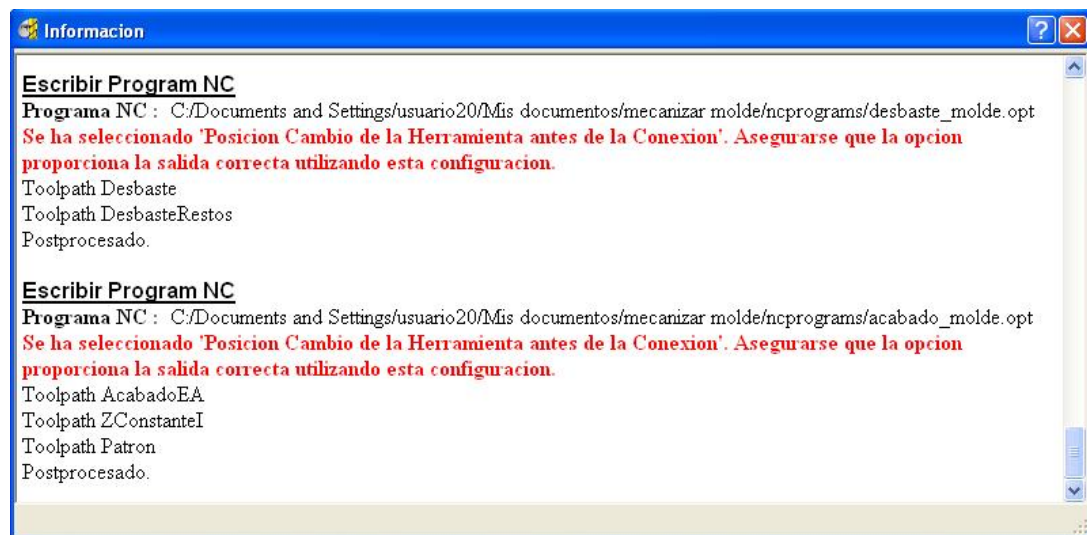 Informacion
Escribir Program NC
Programa NC : C:/Documents and Settings/usuario20/Mis documentos/mecanizar molde/ncprograms/desbaste_molde.opt
Se ha seleccionado 'Posicion Cambio de la Herramienta antes de la Conexion'. Asegurarse que la opcion
proporciona la salida correcta utilizando esta configuracion.
Toolpath Desbaste
Toolpath DesbasteRestos
Postprocesado.
Escribir Program NC
Programa NC : C:/Documents and Settings/usuario20/Mis documentos/mecanizar molde/ncprograms/acabado_molde.opt
Se ha seleccionado 'Posicion Cambio de la Herramienta antes de la Conexion'. Asegurarse que la opcion
proporciona la salida correcta utilizando esta configuracion.
Toolpath AcabadoEA
Toolpath ZConstanteI
Toolpath Patron
Postprocesado.